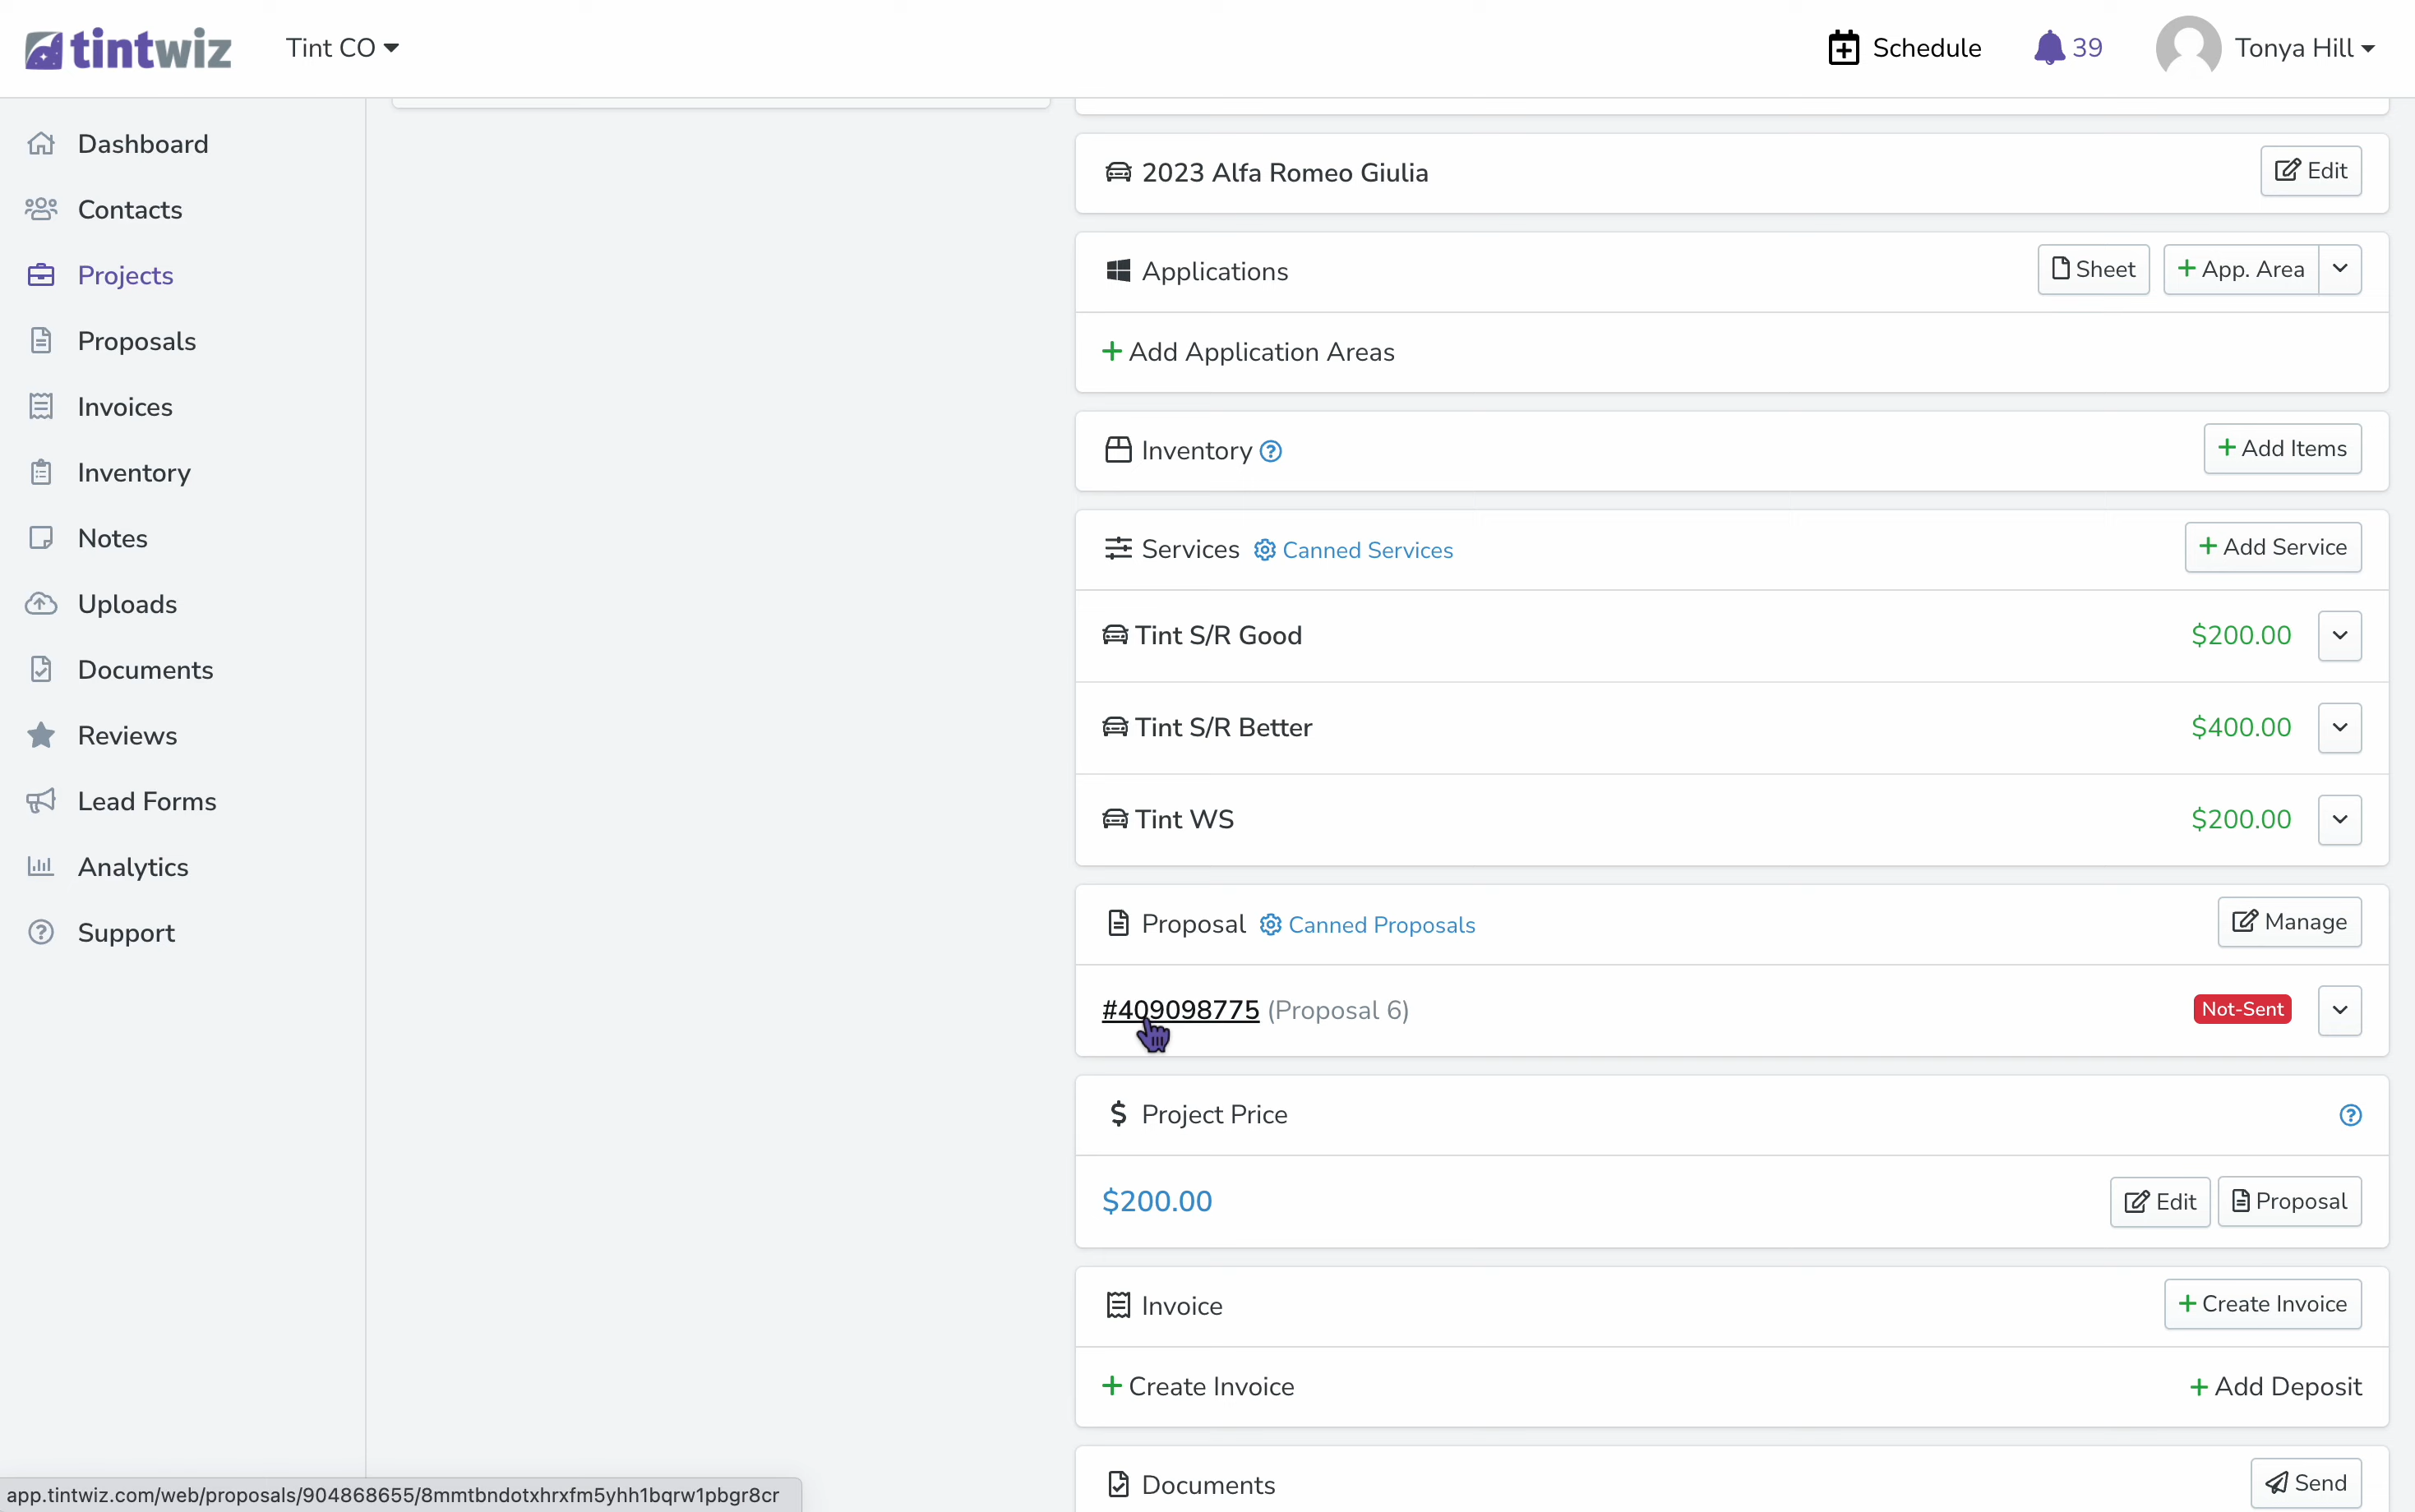 tintwiz
Tint CO
Schedule
39
Tonya Hill
Dashboard
Contacts
Projects
Proposals
Invoices
Inventory
Notes
Uploads
Documents
Reviews
Lead Forms
Analytics
Support
2023 Alfa Romeo Giulia
Edit
Applications
Sheet
+ App. Area
+ Add Application Areas
Inventory ?
+ Add Items
Services Canned Services
+ Add Service
Tint S/R Good
$200.00
Tint S/R Better
$400.00
Tint WS
$200.00
Proposal Canned Proposals
Manage
#409098775 (Proposal 6)
Not-Sent
$ Project Price
?
$200.00
Edit
Proposal
Invoice
+ Create Invoice
+ Create Invoice
+ Add Deposit
Documents
Send
app.tintwiz.com/web/proposals/904868655/8mmtbndotxhrxfm5yhh1bqrw1pbgr8cr